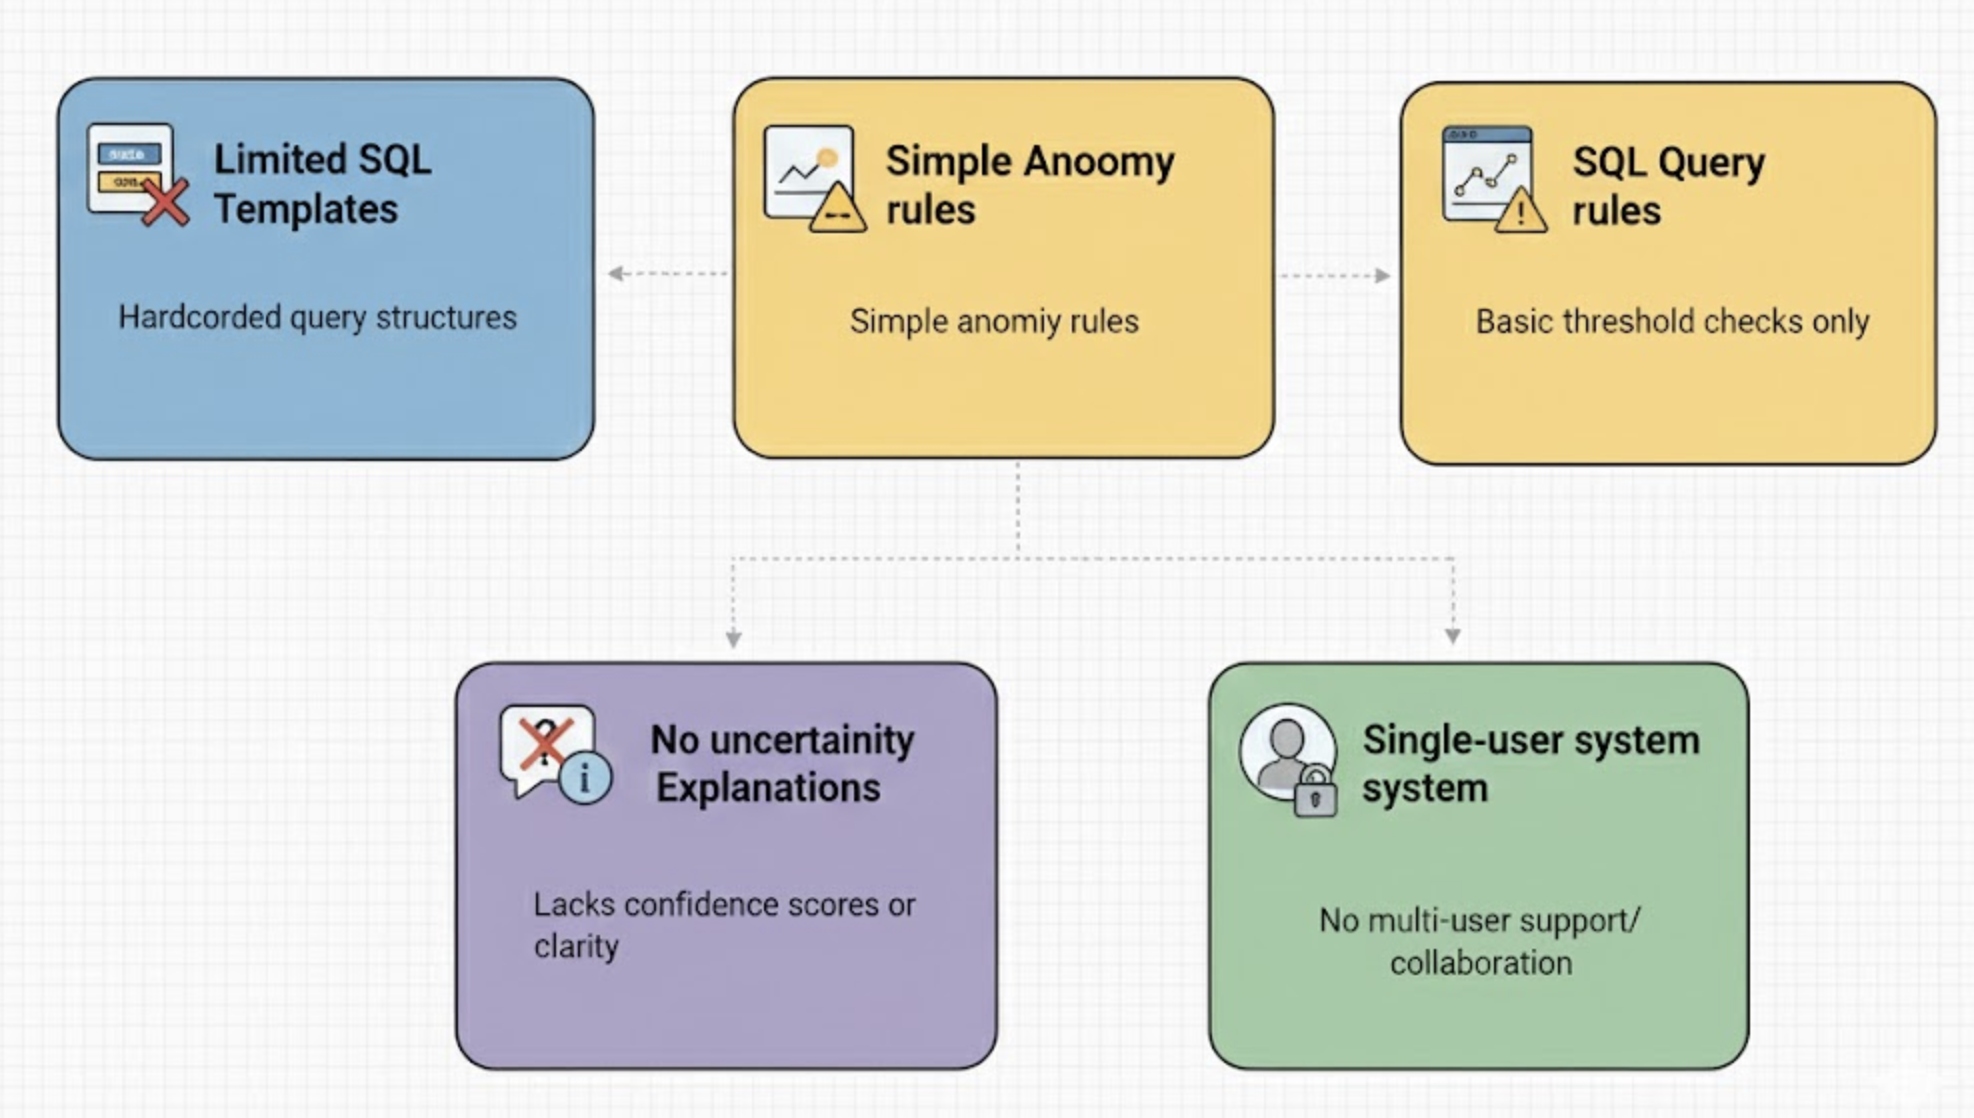 Limited SQL
Templates
Hardcorded query structures
Simple Anoomy
rules
Simple anomiy rules
SQL Query
rules
Basic threshold checks only
No uncertainity
Explanations
Lacks confidence scores or
clarity
Single-user system
system
No multi-user support/
collaboration